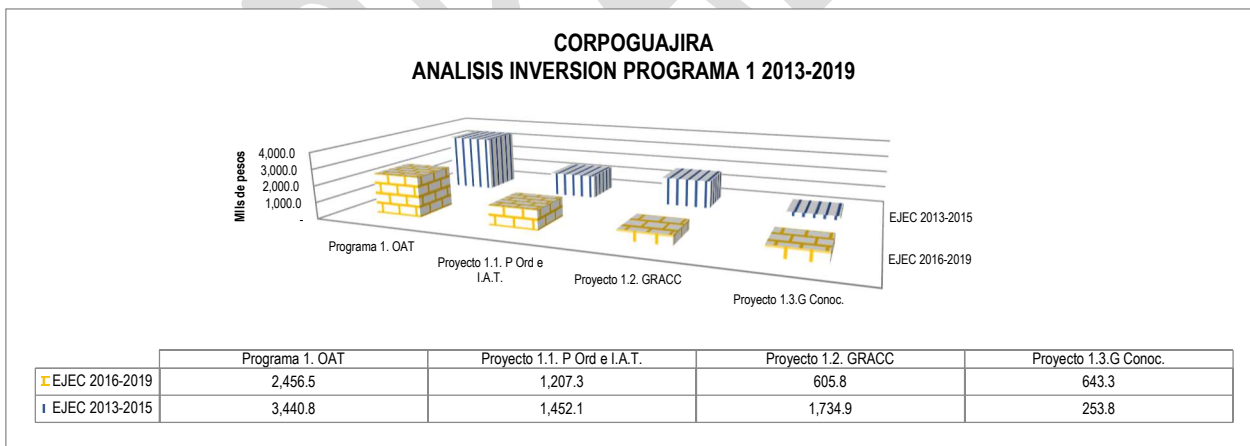 CORPOGUAJIRA
ANALISIS INVERSION PROGRAMA 1 2013-2019
Mlls de pesos
4,000.0
3,000.0
2,000.0
1,000.0
-
Programa 1. OAT
Proyecto 1.1. P Ord e
I.A.T.
Proyecto 1.2. GRACC
Proyecto 1.3.G Conoc.
EJEC 2013-2015
EJEC 2016-2019
Programa 1. OAT Proyecto 1.1. P Ord e I.A.T. Proyecto 1.2. GRACC Proyecto 1.3.G Conoc.
EJEC 2016-2019 2,456.5 1,207.3 605.8 643.3
EJEC 2013-2015 3,440.8 1,452.1 1,734.9 253.8